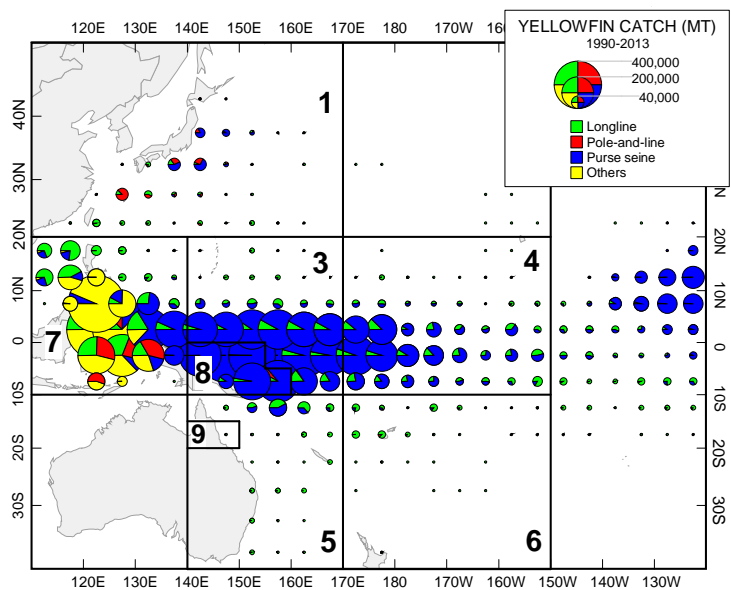 120E 130E 140E 150E 160E 170E 180 170W 160W
YELLOWFIN CATCH (MT)
1990-2013
400,000
200,000
40,000
Longline
Pole-and-line
Purse seine
Others
40N
30N
20N
10N
0
10S
20S
30S
N
20N
10N
0
10S
20S
30S
1
3
4
7
8
9
5
6
120E 130E 140E 150E 160E 170E 180 170W 160W 150W 140W 130W